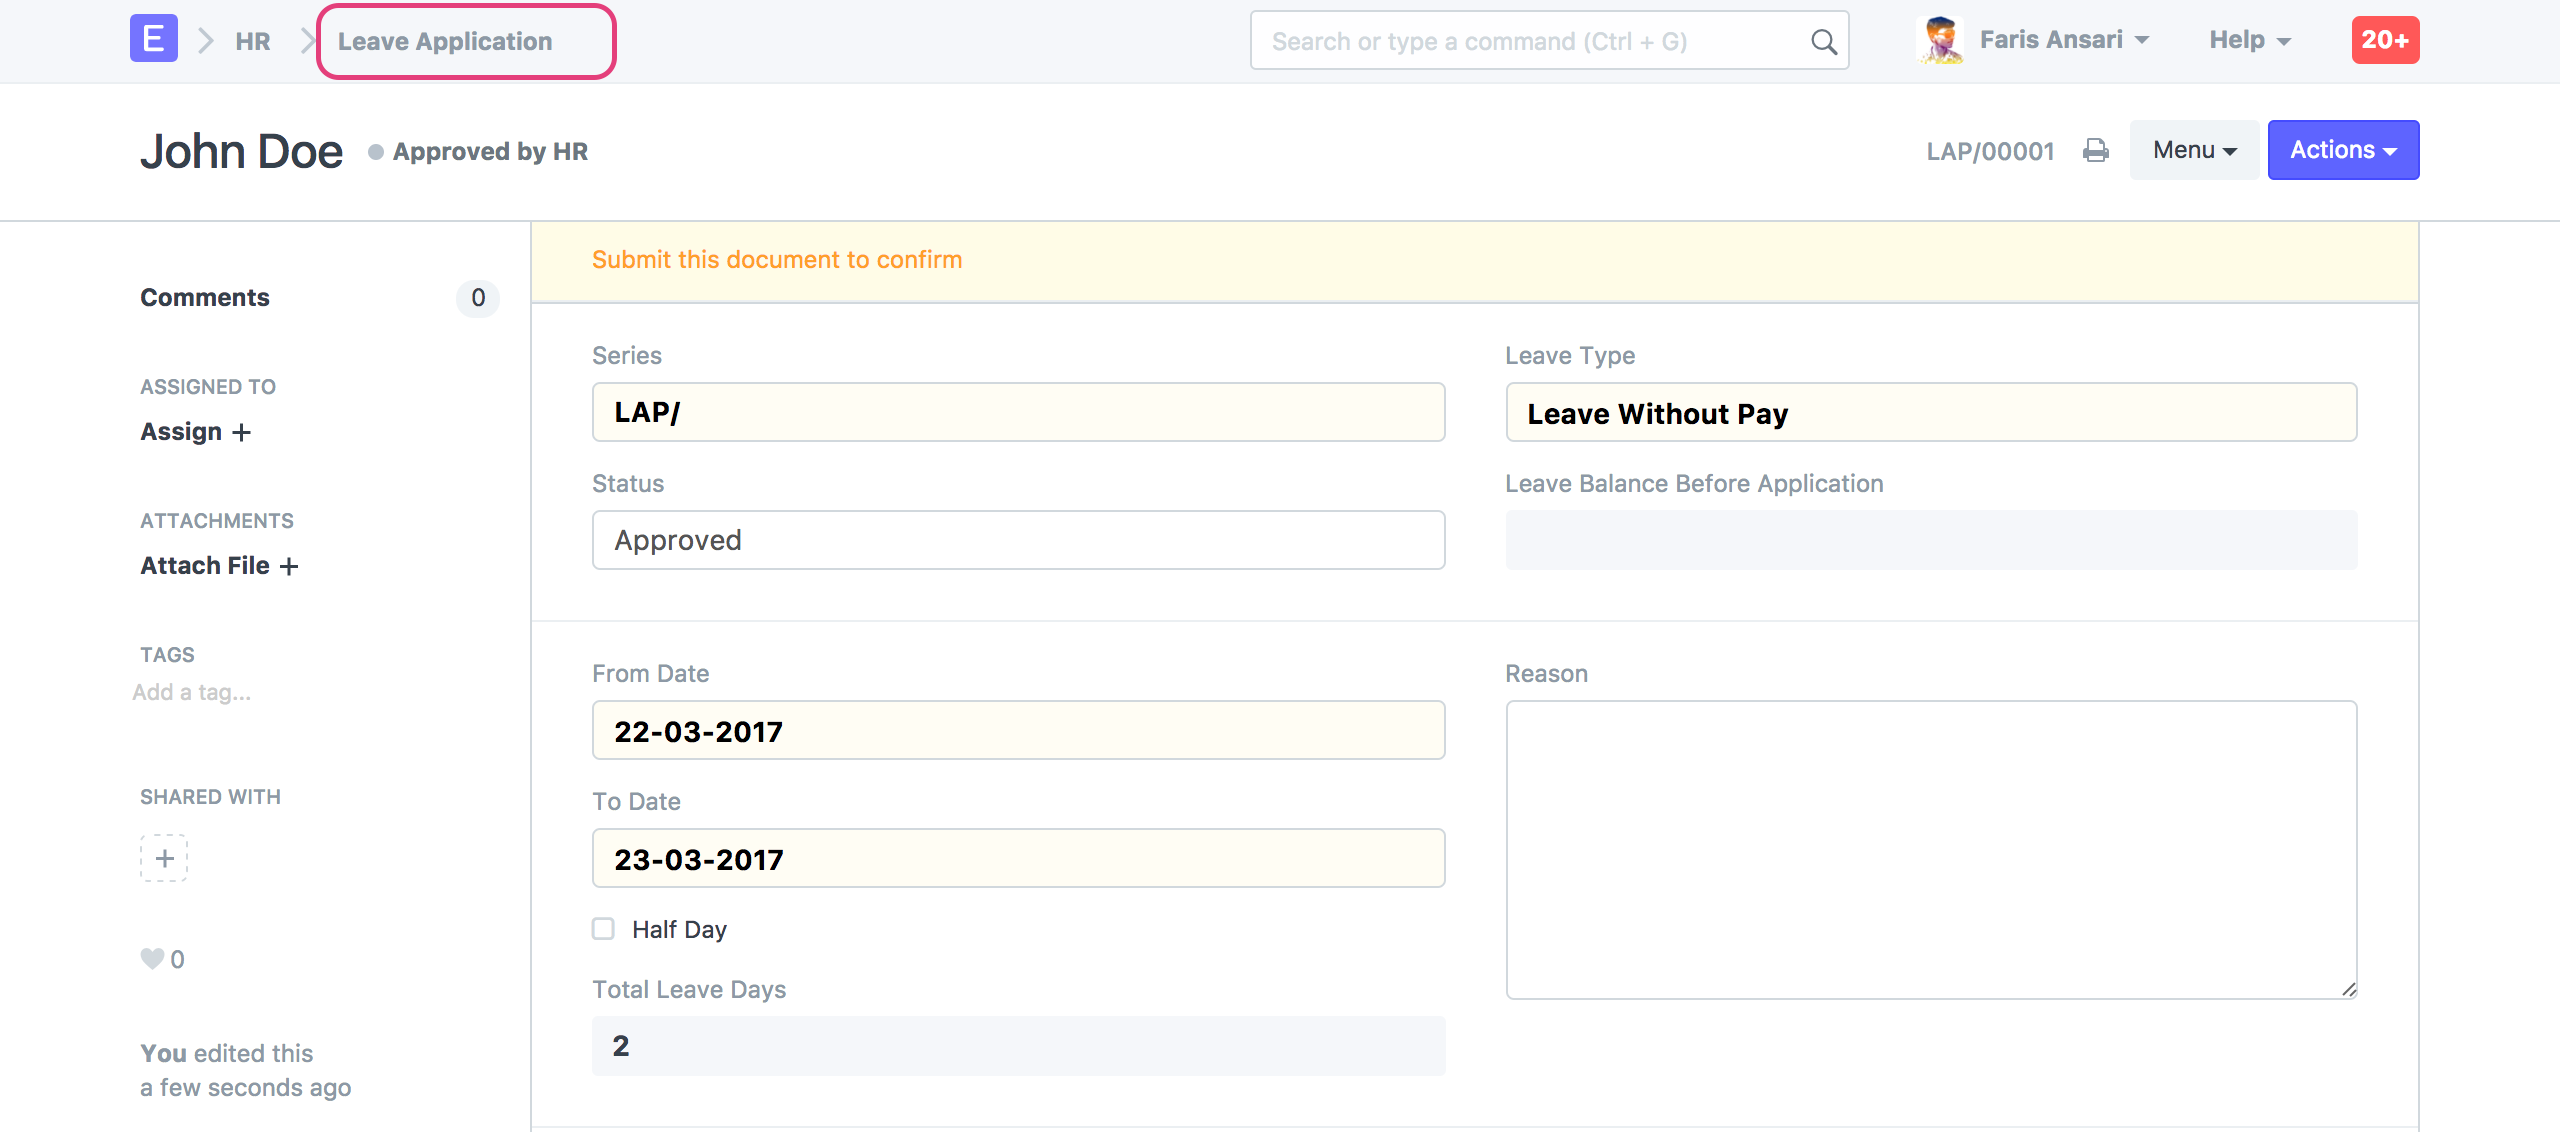 E HR Leave Application Search or type a command (Ctrl + G) Faris Ansari Help 20+
John Doe Approved by HR LAP/00001 Menu Actions
Submit this document to confirm
Comments 0
ASSIGNED TO
Assign +
ATTACHMENTS
Attach File +
TAGS
Add a tag...
SHARED WITH
+
0
You edited this
a few seconds ago
Series
LAP/
Status
Approved
Leave Type
Leave Without Pay
Leave Balance Before Application
From Date
22-03-2017
To Date
23-03-2017
Half Day
Total Leave Days
2
Reason